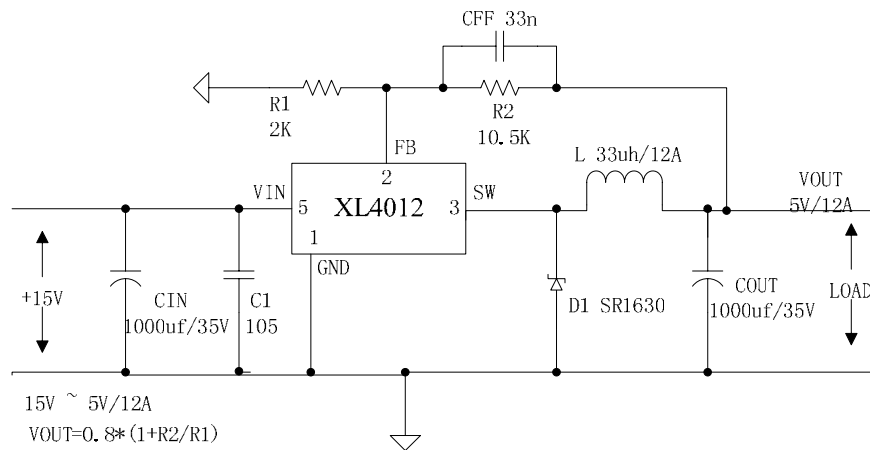 CFF 33n
R1
2K
R2
10.5K
FB
L 33uh/12A
VIN
2
SW
VOUT
5V/12A
5
XL4012
3
1
GND
+15V
CIN
1000uf/35V
C1
105
D1 SR1630
COUT
1000uf/35V
LOAD
15V ~ 5V/12A
VOUT=0.8*(1+R2/R1)